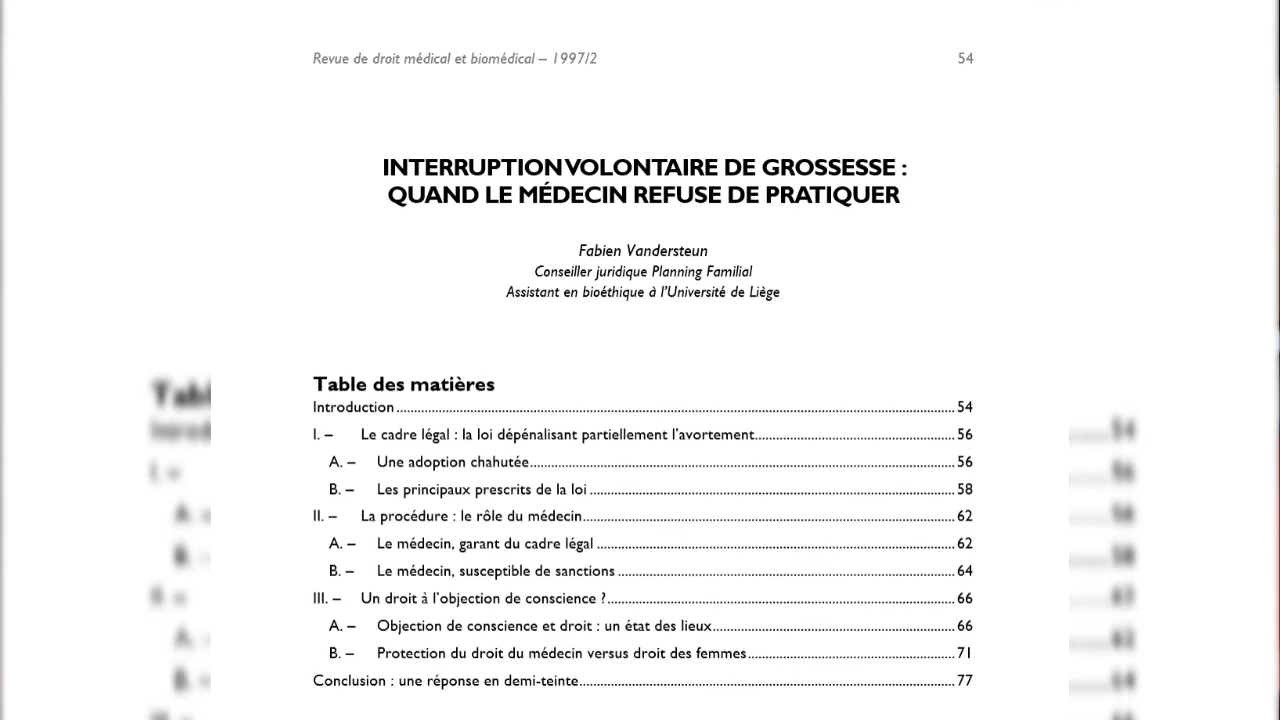 Revue de droit médical et biomédical – 1997/2 54
INTERRUPTION VOLONTAIRE DE GROSSESSE :
QUAND LE MÉDECIN REFUSE DE PRATIQUER
Fabien Vandersteun
Conseiller juridique Planning Familial
Assistant en bioéthique à l'Université de Liège
Table des matières
Introduction 54
I. – Le cadre légal : la loi dépénalisant partiellement l'avortement 56
A. – Une adoption chahutée 56
B. – Les principaux prescrits de la loi 58
II. – La procédure : le rôle du médecin 62
A. – Le médecin, garant du cadre légal 62
B. – Le médecin, susceptible de sanctions 64
III. – Un droit à l'objection de conscience ? 66
A. – Objection de conscience et droit : un état des lieux 66
B. – Protection du droit du médecin versus droit des femmes 71
Conclusion : une réponse en demi-teinte 77